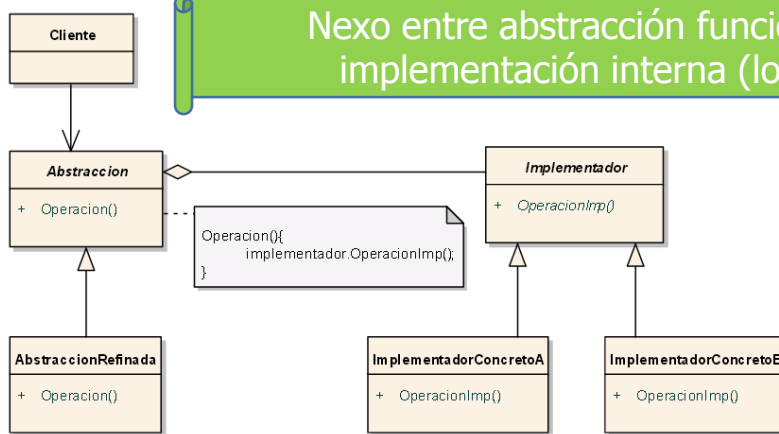 Nexo entre abstracción funci
implementación interna (lo
Cliente
Abstraccion
+ Operacion()
Implementador
+ OperacionImp()
Operacion(){
implementador.OperacionImp();
}
AbstraccionRefinada
+ Operacion()
ImplementadorConcretoA
+ OperacionImp()
ImplementadorConcreto
+ OperacionImp()